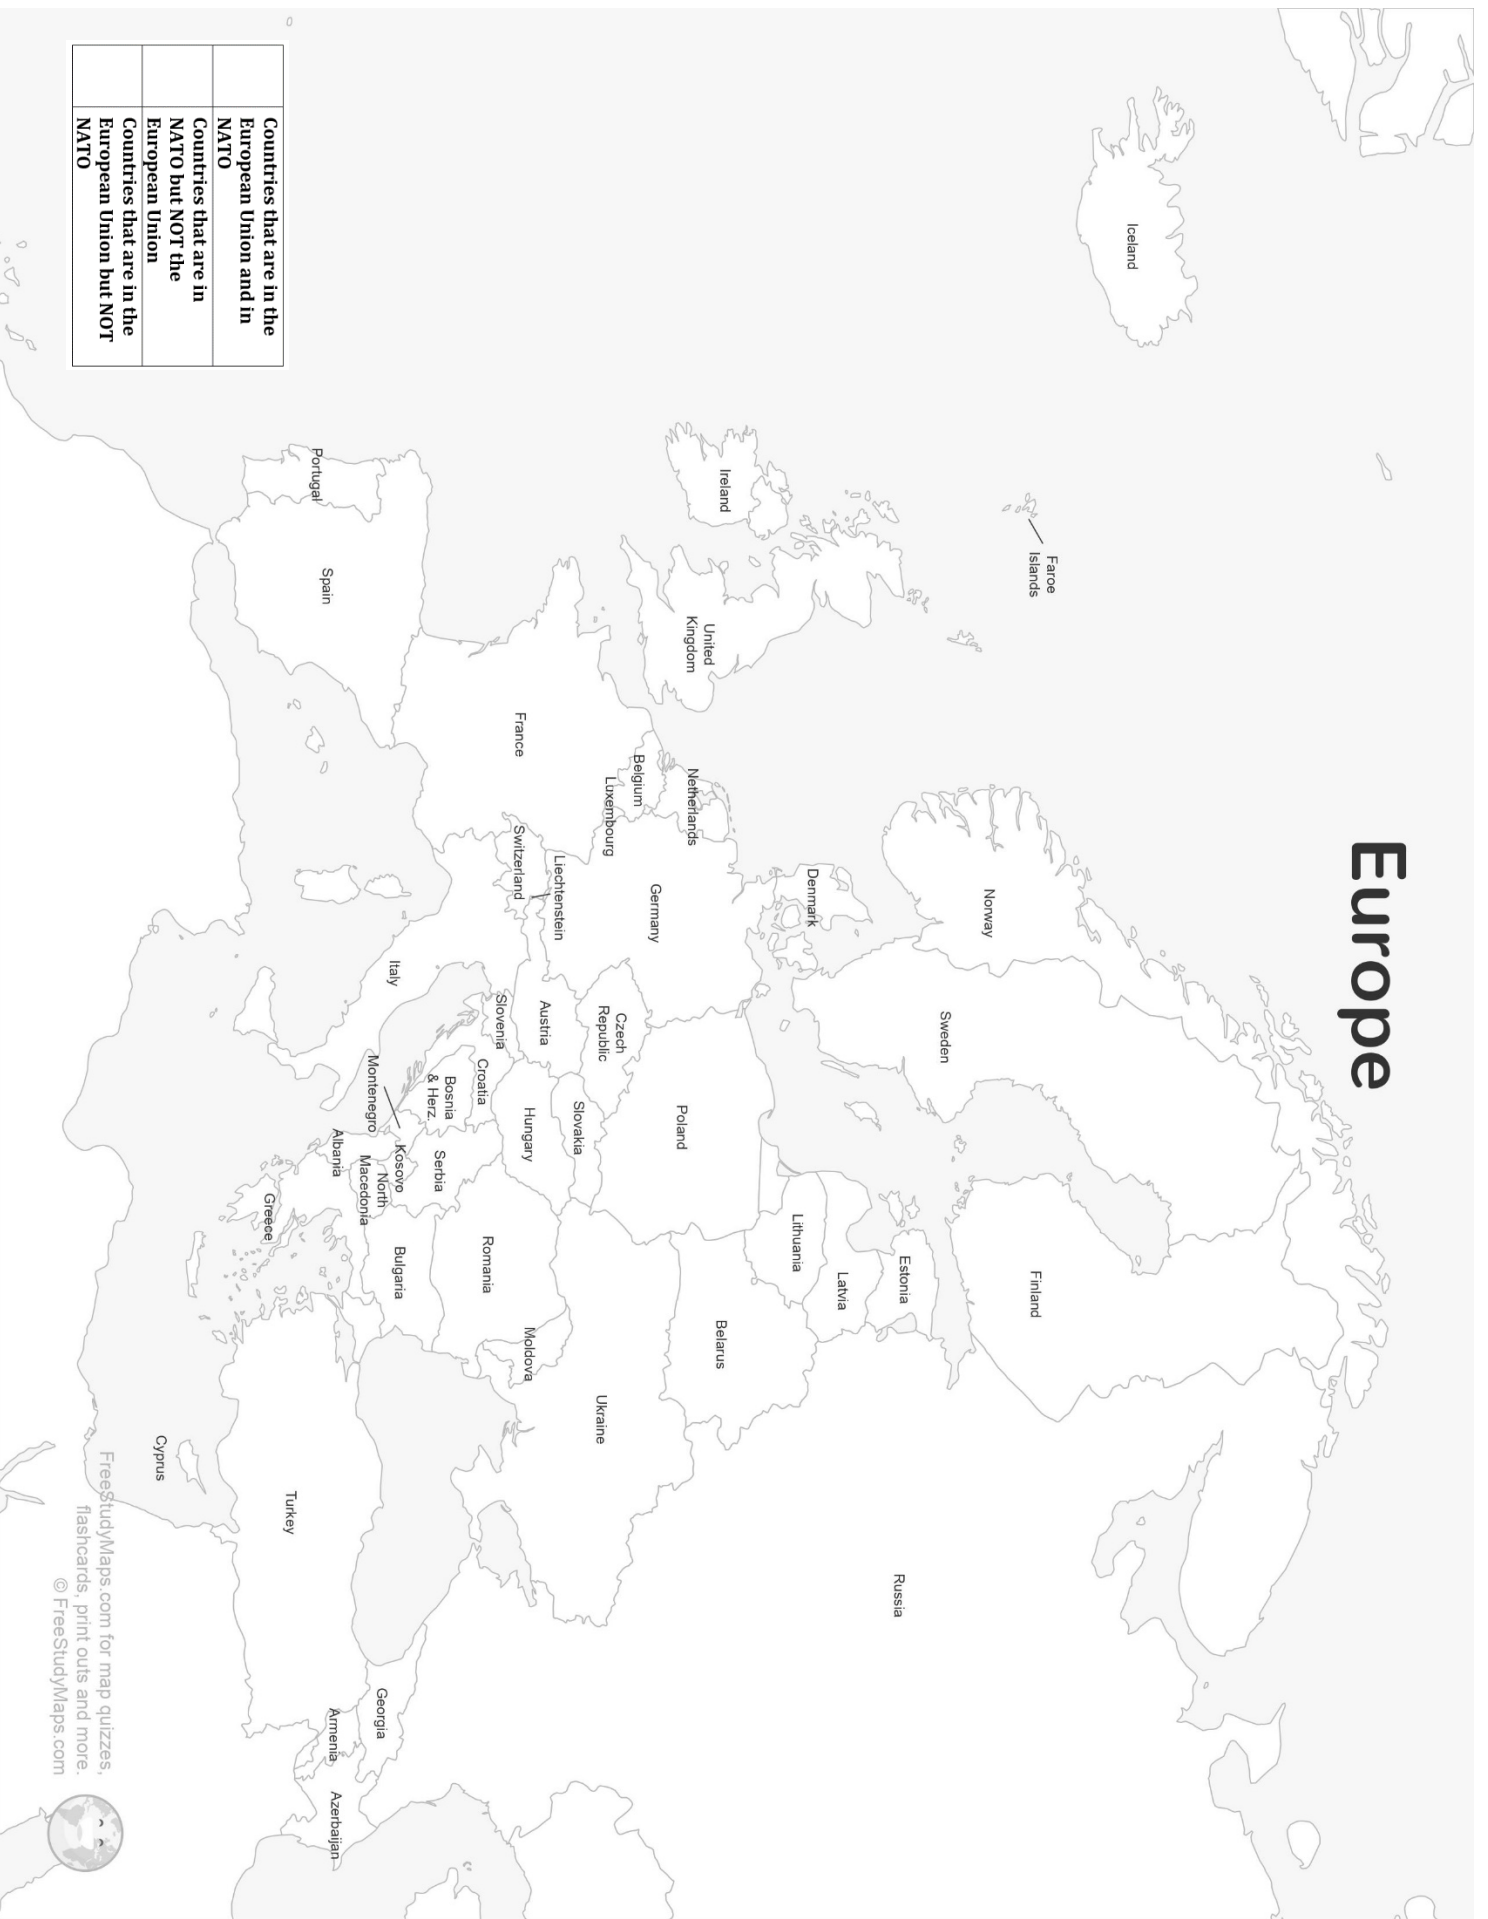 Europe
Iceland
Faroe
Islands
Norway
Sweden
Finland
Estonia
Latvia
Lithuania
Denmark
Ireland
United
Kingdom
Netherlands
Belgium
Luxembourg
Germany
Poland
Belarus
Russia
Czech
Republic
Slovakia
Ukraine
Moldova
France
Switzerland
Liechtenstein
Austria
Hungary
Slovenia
Croatia
Bosnia
& Herz.
Serbia
Romania
Montenegro
Kosovo
North
Macedonia
Bulgaria
Albania
Greece
Italy
Portugal
Spain
Turkey
Cyprus
Georgia
Armenia
Azerbaijan
Countries that are in the
European Union and in
NATO
Countries that are in
NATO but NOT the
European Union
Countries that are in the
European Union but NOT
NATO
FreeStudyMaps.com for map quizzes,
flashcards, print outs and more.
© FreeStudyMaps.com